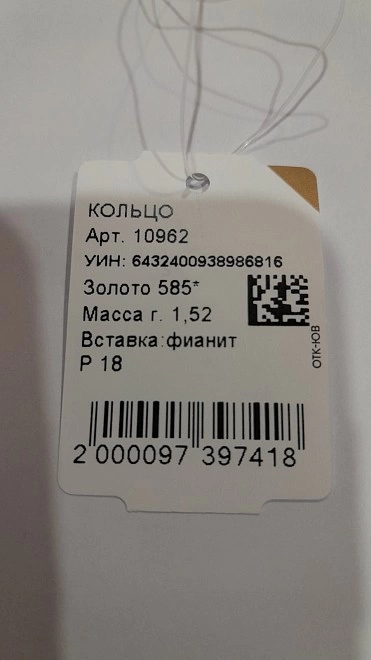 КОЛЬЦО
Арт. 10962
УИН: 6432400938986816
Золото 585*
Масса г. 1,52
Вставка:фианит
Р 18
ОТК-ЮВ
2 000097 397418